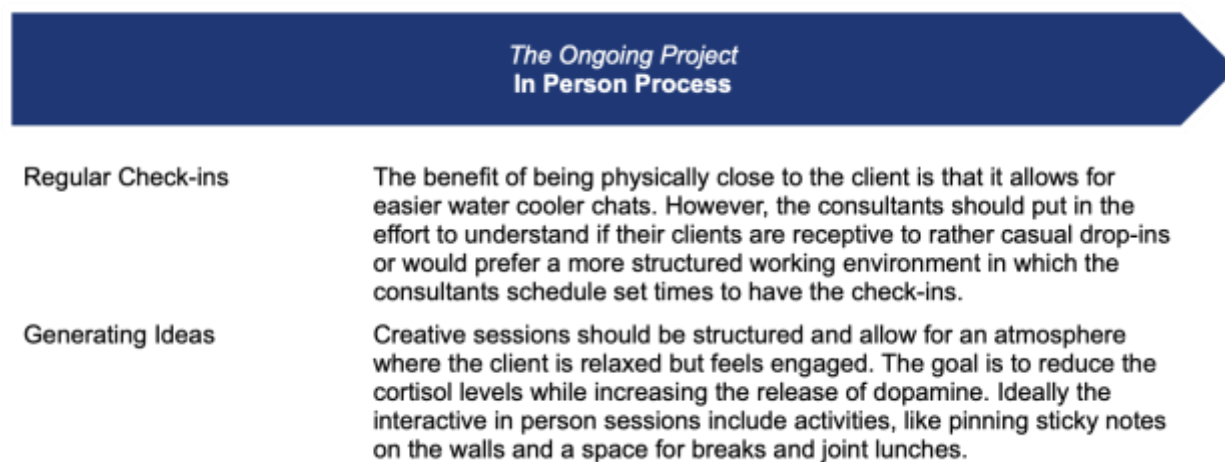 The Ongoing Project
In Person Process
Regular Check-ins
The benefit of being physically close to the client is that it allows for
easier water cooler chats. However, the consultants should put in the
effort to understand if their clients are receptive to rather casual drop-ins
or would prefer a more structured working environment in which the
consultants schedule set times to have the check-ins.
Generating Ideas
Creative sessions should be structured and allow for an atmosphere
where the client is relaxed but feels engaged. The goal is to reduce the
cortisol levels while increasing the release of dopamine. Ideally the
interactive in person sessions include activities, like pinning sticky notes
on the walls and a space for breaks and joint lunches.